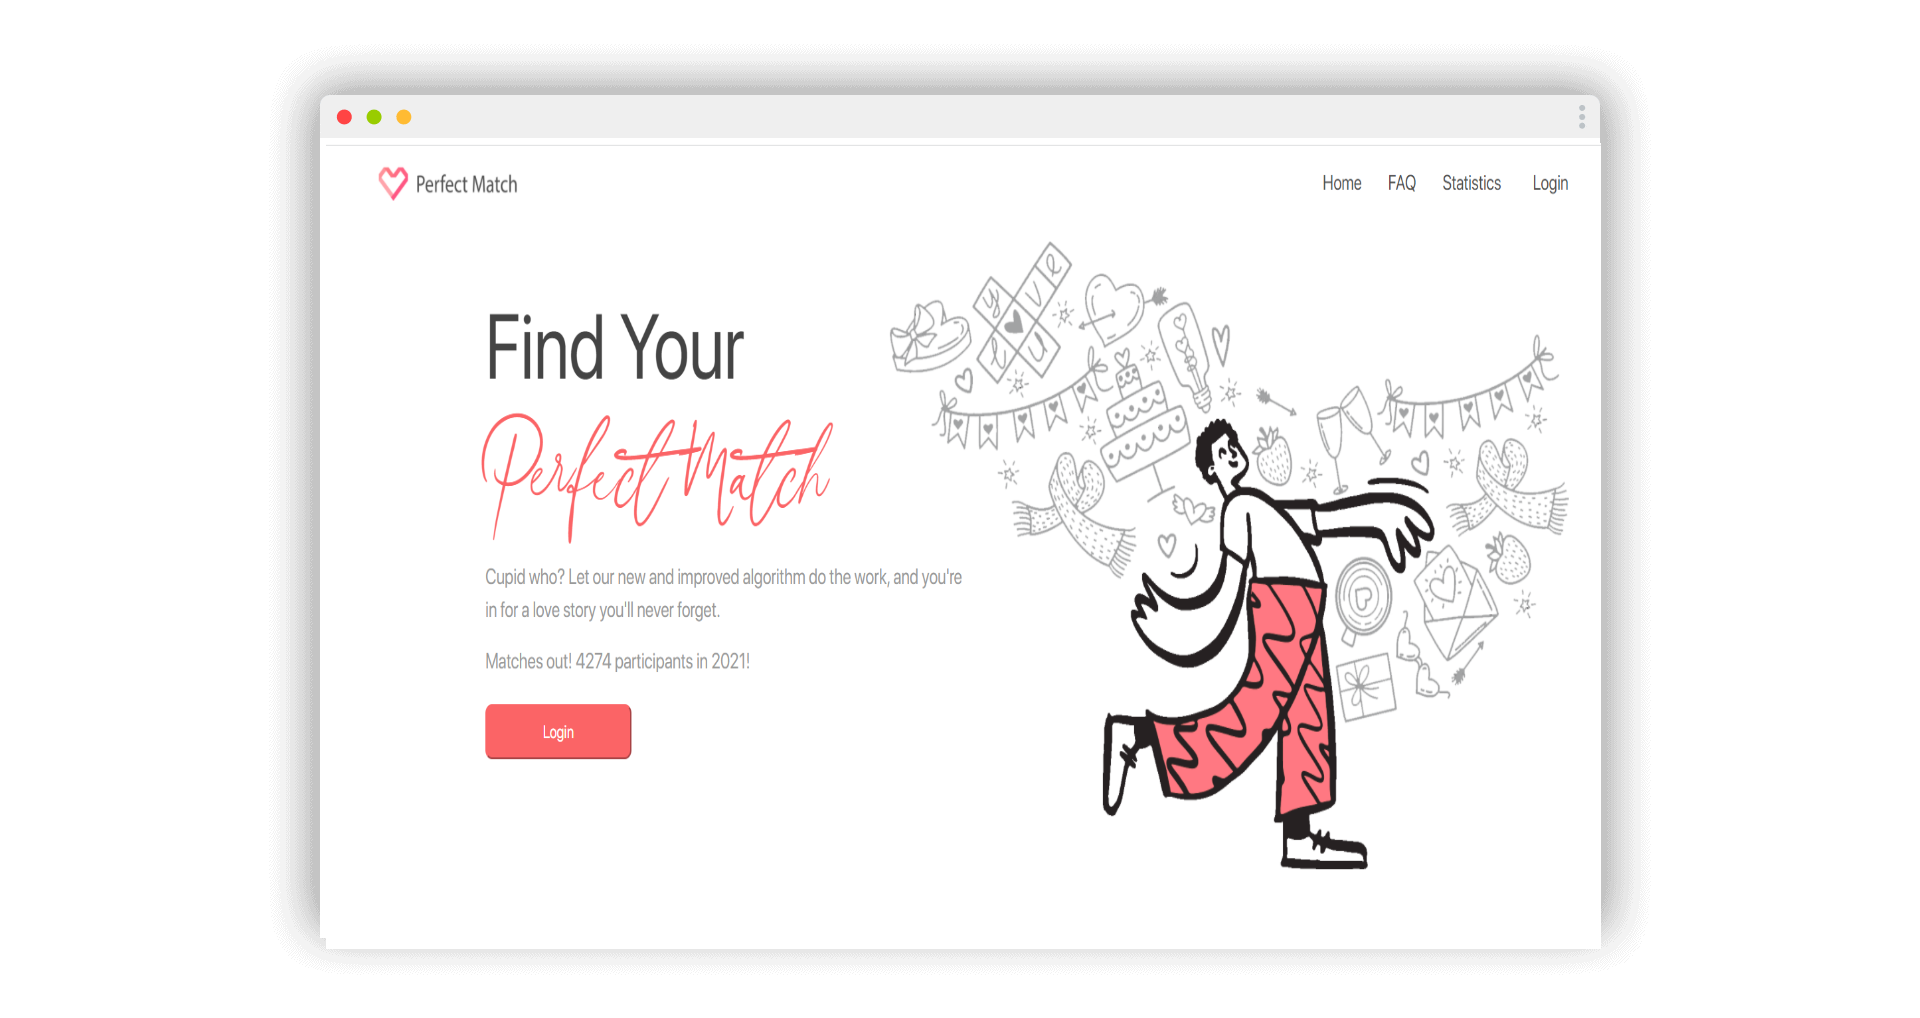 Perfect Match
Home FAQ Statistics Login
Find Your
Perfect Match
Cupid who? Let our new and improved algorithm do the work, and you're
in for a love story you'll never forget.
Matches out! 4274 participants in 2021!
Login
love
y
u